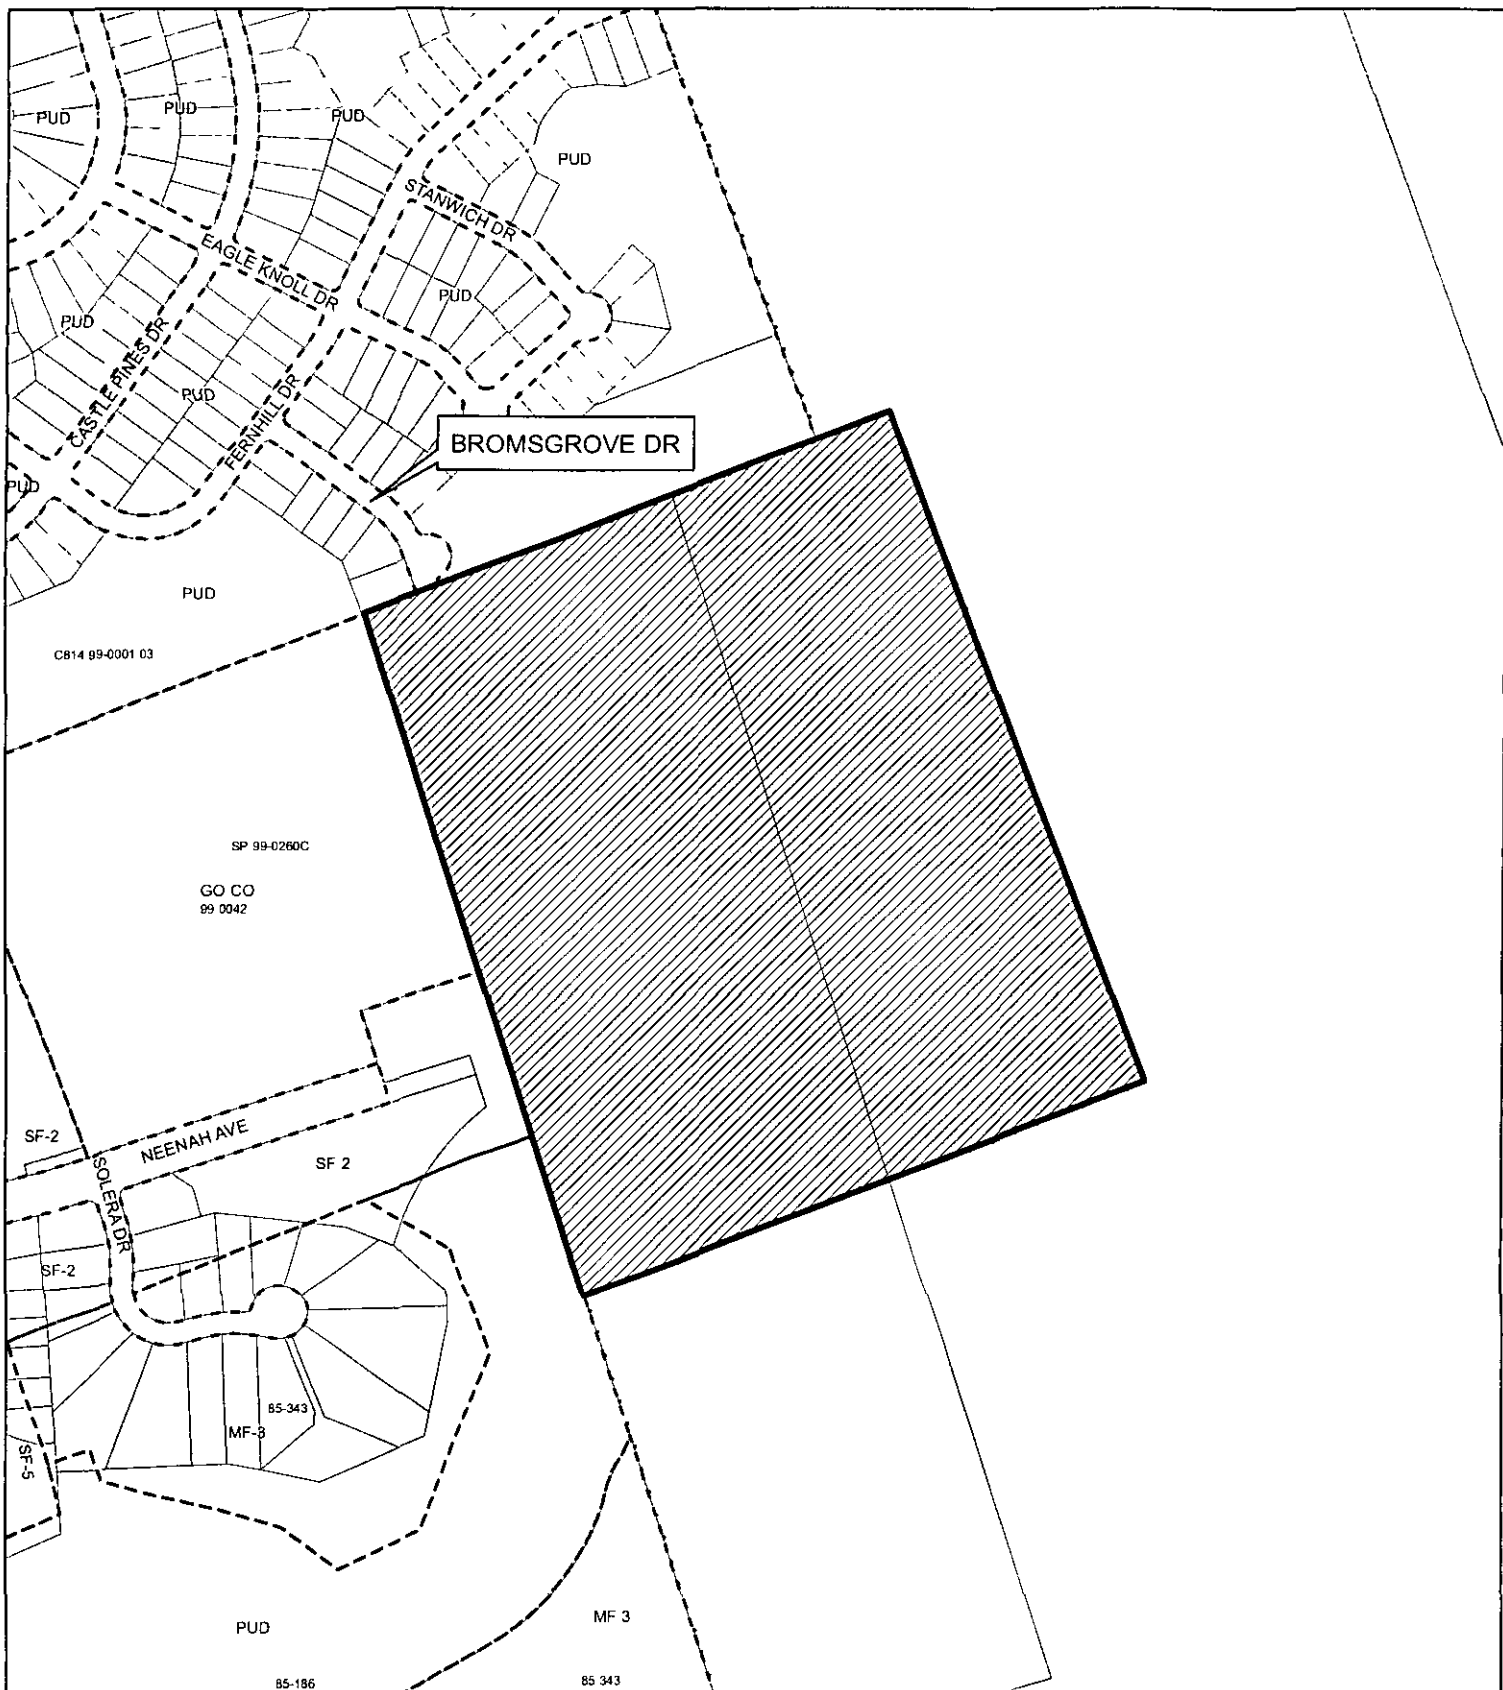 PUD
PUD
PUD
PUD
STANWICH DR
EAGLE KNOLL DR
PUD
PUD
CASTLE PINES DR
PUD
FERNHILL DR
BROMSGROVE DR
PUD
PUD
C814 99-0001 03
SP 99-0260C
GO CO
99 0042
SF-2
NEENAH AVE
SF 2
SOLERA DR
SF-2
85-343
MF-3
SF-5
PUD
MF 3
85-186
85 343